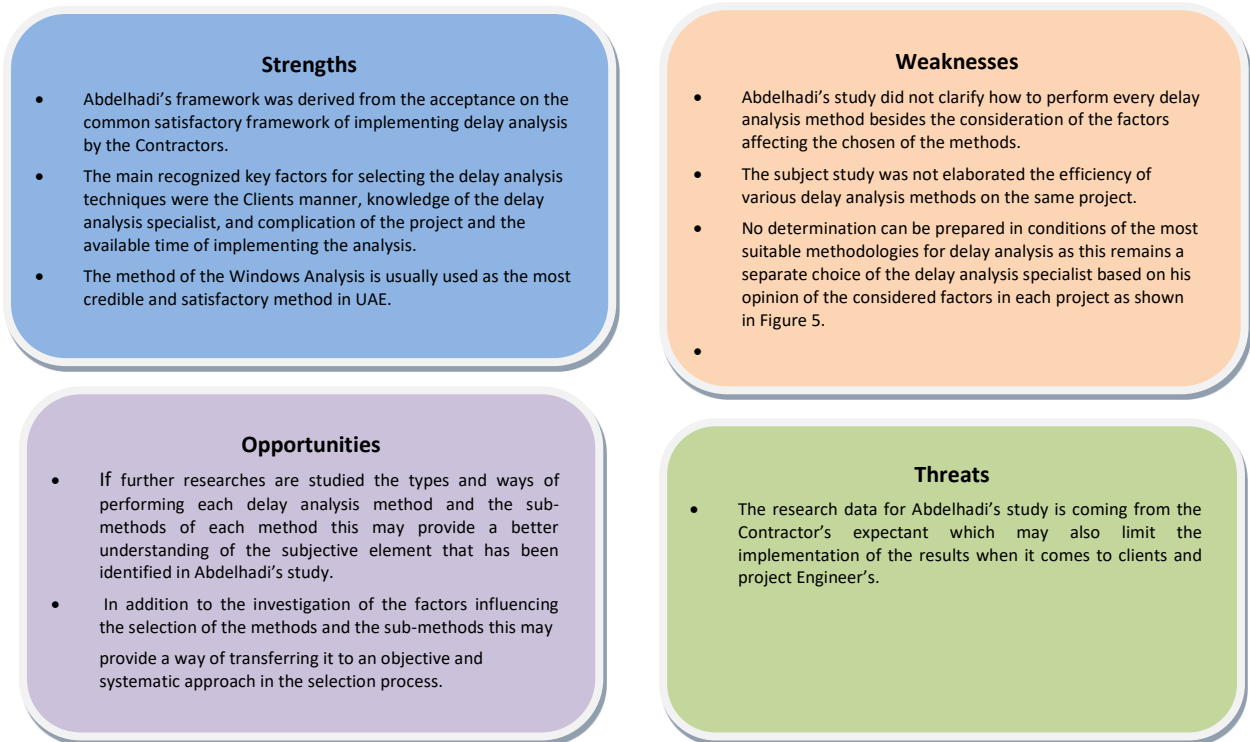 Strengths
• Abdelhadi’s framework was derived from the acceptance on the
common satisfactory framework of implementing delay analysis
by the Contractors.
• The main recognized key factors for selecting the delay analysis
techniques were the Clients manner, knowledge of the delay
analysis specialist, and complication of the project and the
available time of implementing the analysis.
• The method of the Windows Analysis is usually used as the most
credible and satisfactory method in UAE.
Weaknesses
• Abdelhadi’s study did not clarify how to perform every delay
analysis method besides the consideration of the factors
affecting the chosen of the methods.
• The subject study was not elaborated the efficiency of
various delay analysis methods on the same project.
• No determination can be prepared in conditions of the most
suitable methodologies for delay analysis as this remains a
separate choice of the delay analysis specialist based on his
opinion of the considered factors in each project as shown
in Figure 5.
•
Opportunities
• If further researches are studied the types and ways of
performing each delay analysis method and the sub-
methods of each method this may provide a better
understanding of the subjective element that has been
identified in Abdelhadi’s study.
• In addition to the investigation of the factors influencing
the selection of the methods and the sub-methods this may
provide a way of transferring it to an objective and
systematic approach in the selection process.
Threats
• The research data for Abdelhadi’s study is coming from the
Contractor’s expectant which may also limit the
implementation of the results when it comes to clients and
project Engineer’s.